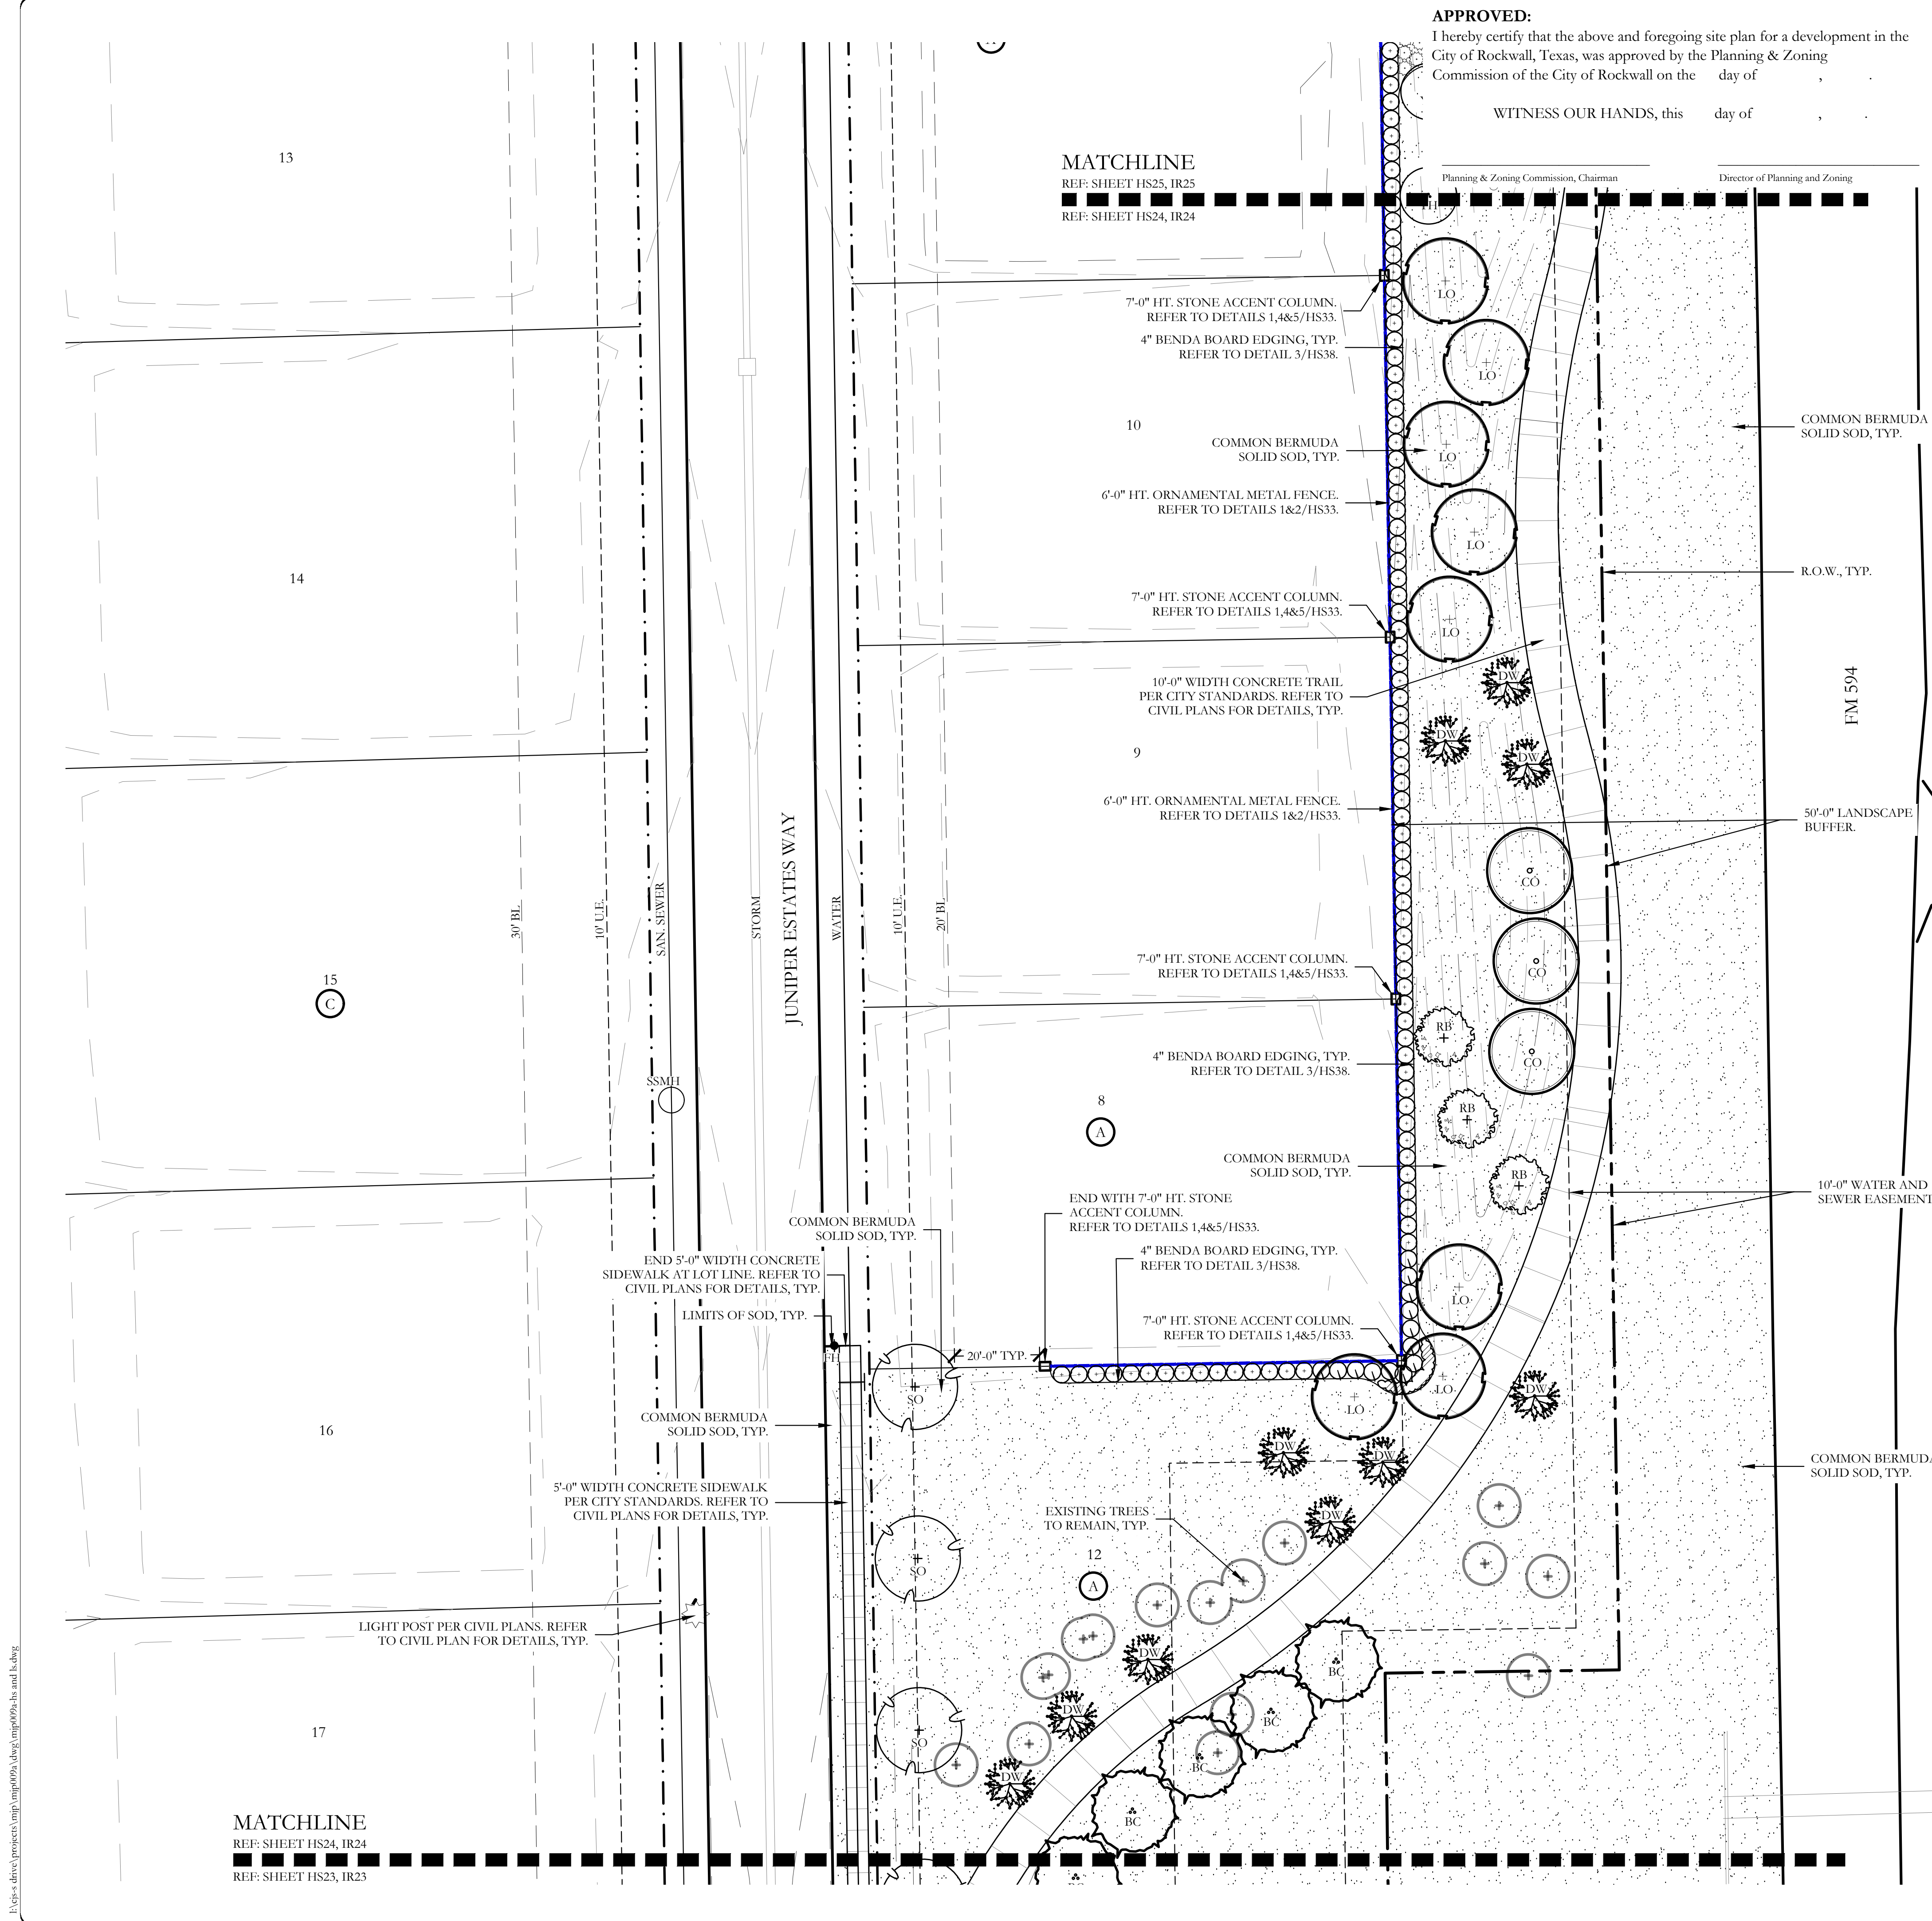 APPROVED:
I hereby certify that the above and foregoing site plan for a development in the
City of Rockwall, Texas, was approved by the Planning & Zoning
Commission of the City of Rockwall on the day of , .
WITNESS OUR HANDS, this day of , .
Planning & Zoning Commission, Chairman
Director of Planning and Zoning
MATCHLINE
REF: SHEET HS25, IR25
REF: SHEET HS24, IR24
13
7'-0" HT. STONE ACCENT COLUMN.
REFER TO DETAILS 1,4&5/HS33.
4" BENDA BOARD EDGING, TYP.
REFER TO DETAIL 3/HS38.
LO
LO
10
COMMON BERMUDA
SOLID SOD, TYP.
LO
COMMON BERMUDA
SOLID SOD, TYP.
6'-0" HT. ORNAMENTAL METAL FENCE.
REFER TO DETAILS 1&2/HS33.
LO
R.O.W., TYP.
14
7'-0" HT. STONE ACCENT COLUMN.
REFER TO DETAILS 1,4&5/HS33.
LO
10'-0" WIDTH CONCRETE TRAIL
PER CITY STANDARDS. REFER TO
CIVIL PLANS FOR DETAILS, TYP.
DW
DW
DW
FM 594
9
6'-0" HT. ORNAMENTAL METAL FENCE.
REFER TO DETAILS 1&2/HS33.
50'-0" LANDSCAPE
BUFFER.
30' BL
10' U.E.
SAN. SEWER
STORM
JUNIPER ESTATES WAY
WATER
10' U.E.
20' BL
CO
CO
CO
7'-0" HT. STONE ACCENT COLUMN.
REFER TO DETAILS 1,4&5/HS33.
15
C
RB
4" BENDA BOARD EDGING, TYP.
REFER TO DETAIL 3/HS38.
SSMH
8
A
RB
COMMON BERMUDA
SOLID SOD, TYP.
RB
10'-0" WATER AND
SEWER EASEMENT
END WITH 7'-0" HT. STONE
ACCENT COLUMN.
REFER TO DETAILS 1,4&5/HS33.
COMMON BERMUDA
SOLID SOD, TYP.
4" BENDA BOARD EDGING, TYP.
REFER TO DETAIL 3/HS38.
END 5'-0" WIDTH CONCRETE
SIDEWALK AT LOT LINE. REFER TO
CIVIL PLANS FOR DETAILS, TYP.
LIMITS OF SOD, TYP.
LO
7'-0" HT. STONE ACCENT COLUMN.
REFER TO DETAILS 1,4&5/HS33.
FH
20'-0" TYP.
SO
LO
LO
DW
COMMON BERMUDA
SOLID SOD, TYP.
16
DW
DW
COMMON BERMUDA
SOLID SOD, TYP.
5'-0" WIDTH CONCRETE SIDEWALK
PER CITY STANDARDS. REFER TO
CIVIL PLANS FOR DETAILS, TYP.
EXISTING TREES
TO REMAIN, TYP.
DW
SO
12
A
LIGHT POST PER CIVIL PLANS. REFER
TO CIVIL PLAN FOR DETAILS, TYP.
DW
BC
DW
BC
17
SO
BC
DW
BC
MATCHLINE
REF: SHEET HS24, IR24
REF: SHEET HS23, IR23
l:\cjs-s drive\projects\mjp\mjp009a\dwg\mjp009a-hs and ls.dwg